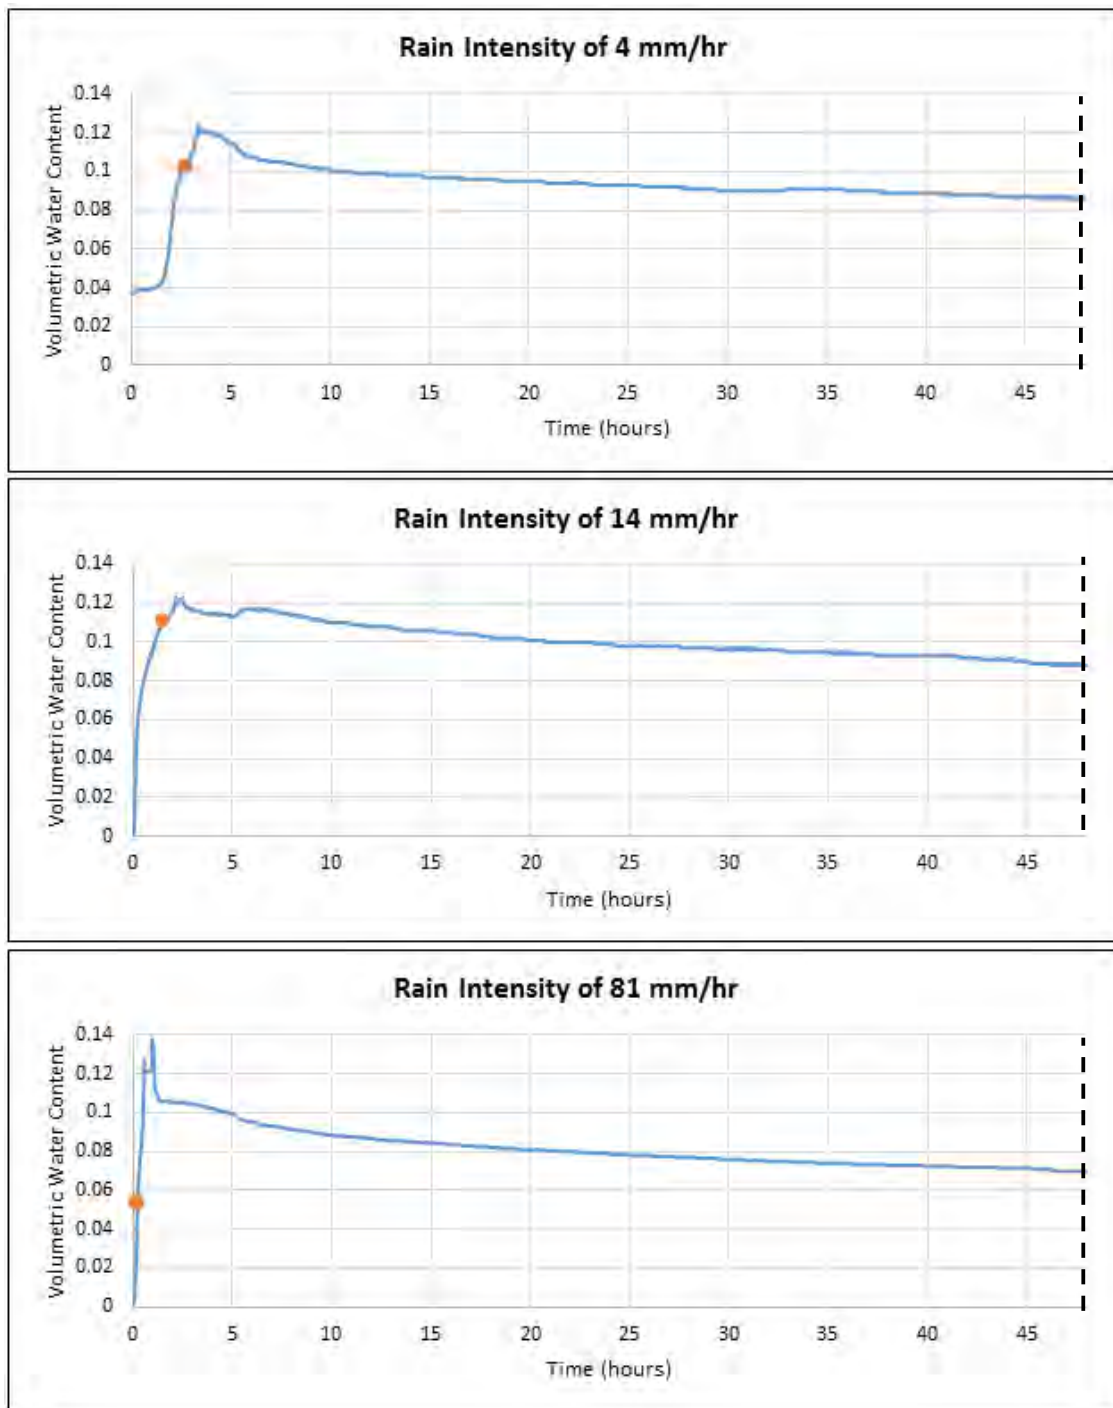 Rain Intensity of 4 mm/hr
Volumetric Water Content
0.14
0.12
0.1
0.08
0.06
0.04
0.02
0
0 5 10 15 20 25 30 35 40 45
Time (hours)
Rain Intensity of 14 mm/hr
Volumetric Water Content
0.14
0.12
0.1
0.08
0.06
0.04
0.02
0
0 5 10 15 20 25 30 35 40 45
Time (hours)
Rain Intensity of 81 mm/hr
Volumetric Water Content
0.14
0.12
0.1
0.08
0.06
0.04
0.02
0
0 5 10 15 20 25 30 35 40 45
Time (hours)